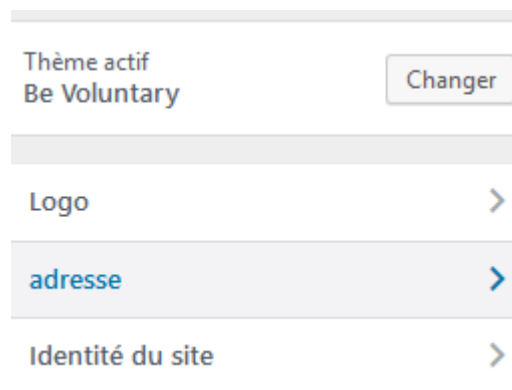 Thème actif
Be Voluntary
Changer
Logo
adresse
Identité du site